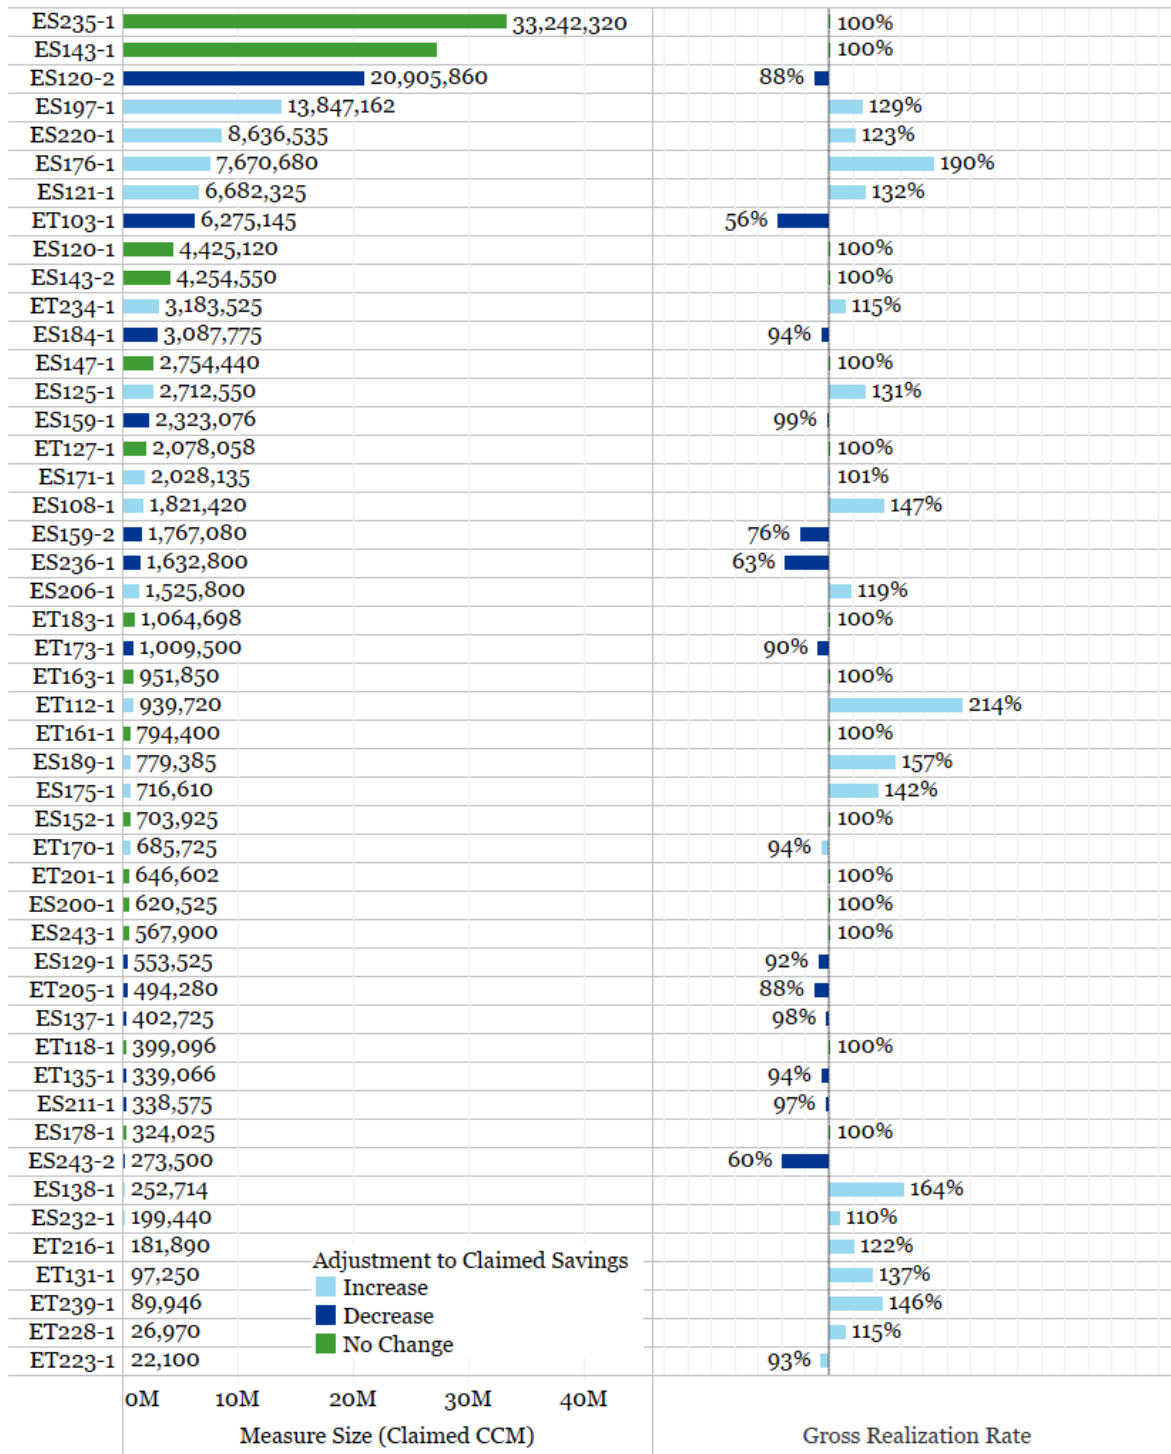 ES235-1 33,242,320 100%
ES143-1 100%
ES120-2 20,905,860 88%
ES197-1 13,847,162 129%
ES220-1 8,636,535 123%
ES176-1 7,670,680 190%
ES121-1 6,682,325 132%
ET103-1 6,275,145 56%
ES120-1 4,425,120 100%
ES143-2 4,254,550 100%
ET234-1 3,183,525 115%
ES184-1 3,087,775 94%
ES147-1 2,754,440 100%
ES125-1 2,712,550 131%
ES159-1 2,323,076 99%
ET127-1 2,078,058 100%
ES171-1 2,028,135 101%
ES108-1 1,821,420 147%
ES159-2 1,767,080 76%
ES236-1 1,632,800 63%
ES206-1 1,525,800 119%
ET183-1 1,064,698 100%
ET173-1 1,009,500 90%
ET163-1 951,850 100%
ET112-1 939,720 214%
ET161-1 794,400 100%
ES189-1 779,385 157%
ES175-1 716,610 142%
ES152-1 703,925 100%
ET170-1 685,725 94%
ET201-1 646,602 100%
ES200-1 620,525 100%
ES243-1 567,900 100%
ES129-1 553,525 92%
ET205-1 494,280 88%
ES137-1 402,725 98%
ET118-1 399,096 100%
ET135-1 339,066 94%
ES211-1 338,575 97%
ES178-1 324,025 100%
ES243-2 273,500 60%
ES138-1 252,714 164%
ES232-1 199,440 110%
ET216-1 181,890 122%
ET131-1 97,250 137%
ET239-1 89,946 146%
ET228-1 26,970 115%
ET223-1 22,100 93%
Adjustment to Claimed Savings
Increase
Decrease
No Change
0M 10M 20M 30M 40M
Measure Size (Claimed CCM) Gross Realization Rate